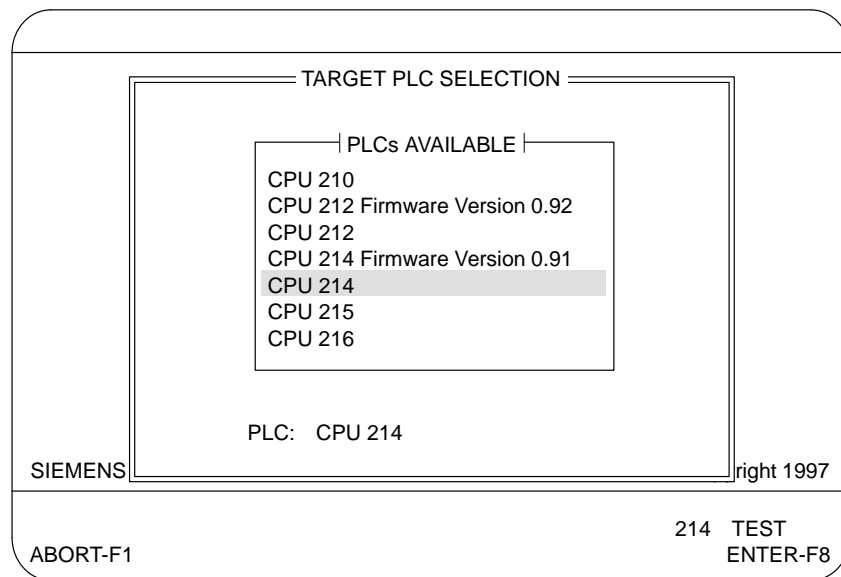 TARGET PLC SELECTION
PLCs AVAILABLE
CPU 210
CPU 212 Firmware Version 0.92
CPU 212
CPU 214 Firmware Version 0.91
CPU 214
CPU 215
CPU 216
PLC: CPU 214
SIEMENS right 1997
214 TEST
ABORT-F1 ENTER-F8